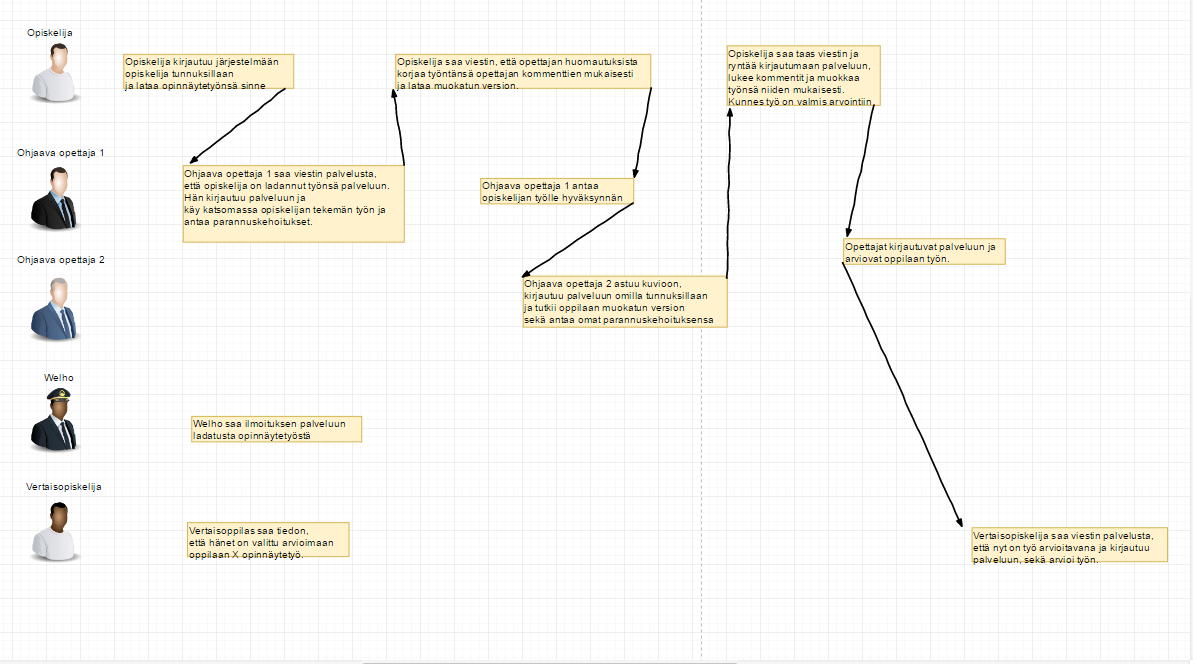 Opiskelija
Opiskelija kirjautuu järjestelmään
opiskelija tunnuksillaan
ja lataa opinnäytetyönsä sinne
Opiskelija saa viestin, että opettajan huomautuksista
korjaa työntänsä opettajan kommenttien mukaisesti
ja lataa muokatun version.
Opiskelija saa taas viestin ja
ryntää kirjautumaan palveluun,
lukee kommentit ja muokkaa
työnsä niiden mukaisesti.
Kunnes työ on valmis arvointiin
Ohjaava opettaja 1
Ohjaava opettaja 1 saa viestin palvelusta,
että opiskelija on ladannut työnsä palveluun.
Hän kirjautuu palveluun ja
käy katsomassa opiskelijan tekemän työn ja
antaa parannuskehoitukset.
Ohjaava opettaja 1 antaa
opiskelijan työlle hyväksynnän
Opettajat kirjautuvat palveluun ja
arviovat oppilaan työn.
Ohjaava opettaja 2
Ohjaava opettaja 2 astuu kuvioon,
kirjautuu palveluun omilla tunnuksillaan
ja tutkii oppilaan muokatun version
sekä antaa omat parannuskehoituksensa
Welho
Welho saa ilmoituksen palveluun
ladatusta opinnäytetyöstä
Vertaisopiskelija
Vertaisoppilas saa tiedon,
että hänet on valittu arvioimaan
oppilaan X opinnäytetyö.
Vertaisopiskelija saa viestin palvelusta,
että nyt on työ arvioitavana ja kirjautuu
palveluun, sekä arvioi työn.